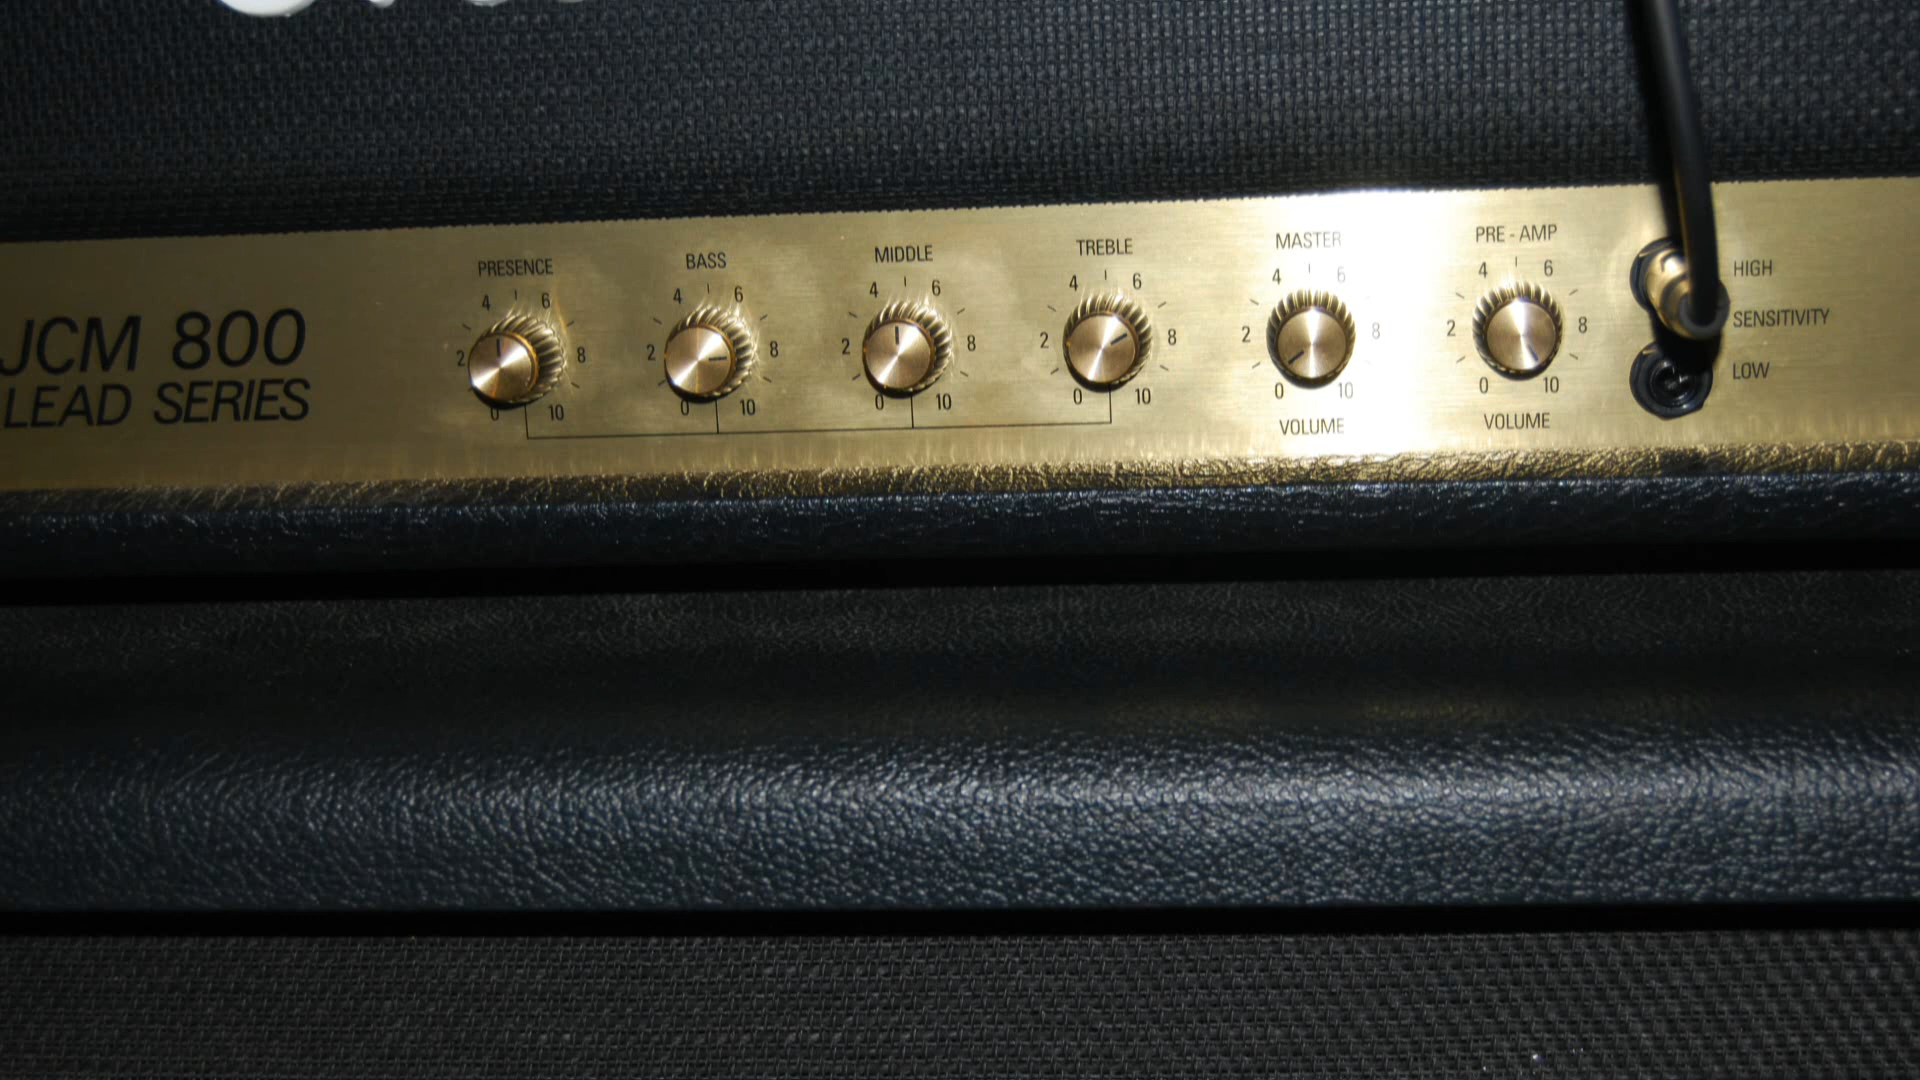 JCM 800
LEAD SERIES
PRESENCE
0 2 4 6 8 10
BASS
0 2 4 6 8 10
MIDDLE
0 2 4 6 8 10
TREBLE
0 2 4 6 8 10
MASTER
0 2 4 6 8 10
VOLUME
PRE-AMP
0 2 4 6 8 10
VOLUME
HIGH
SENSITIVITY
LOW